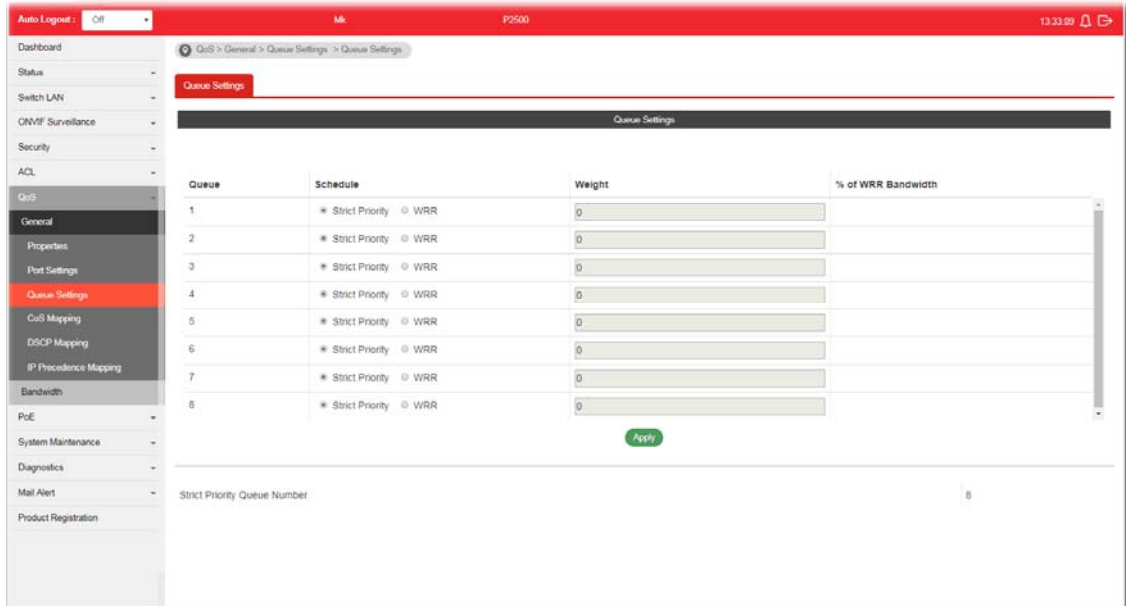 Auto Logout : Off Mk P2500 13:33:09
Dashboard
QoS > General > Queue Settings > Queue Settings
Status
Queue Settings
Switch LAN
ONVIF Surveillance
Queue Settings
Security
ACL
Queue Schedule Weight % of WRR Bandwidth
QoS
1 Strict Priority WRR 0
General
2 Strict Priority WRR 0
Properties
3 Strict Priority WRR 0
Port Settings
4 Strict Priority WRR 0
Queue Settings
5 Strict Priority WRR 0
CoS Mapping
6 Strict Priority WRR 0
DSCP Mapping
7 Strict Priority WRR 0
IP Precedence Mapping
8 Strict Priority WRR 0
Bandwidth
PoE
Apply
System Maintenance
Diagnostics
Mail Alert
Strict Priority Queue Number 8
Product Registration